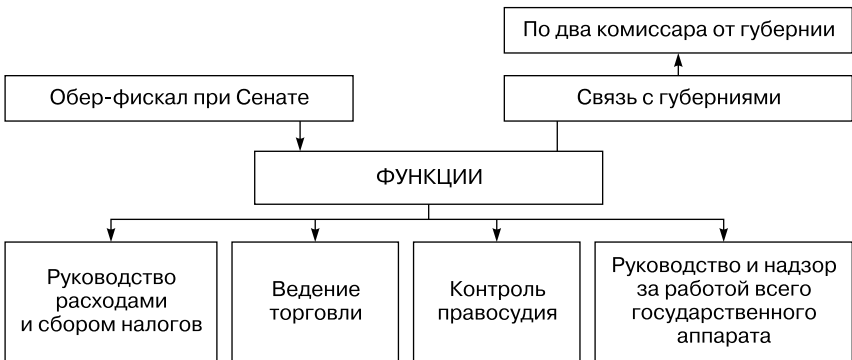 По два комиссара от губернии
Обер-фискал при Сенате
Связь с губерниями
ФУНКЦИИ
Руководство
расходами
и сбором налогов
Ведение
торговли
Контроль
правосудия
Руководство и надзор
за работой всего
государственного
аппарата